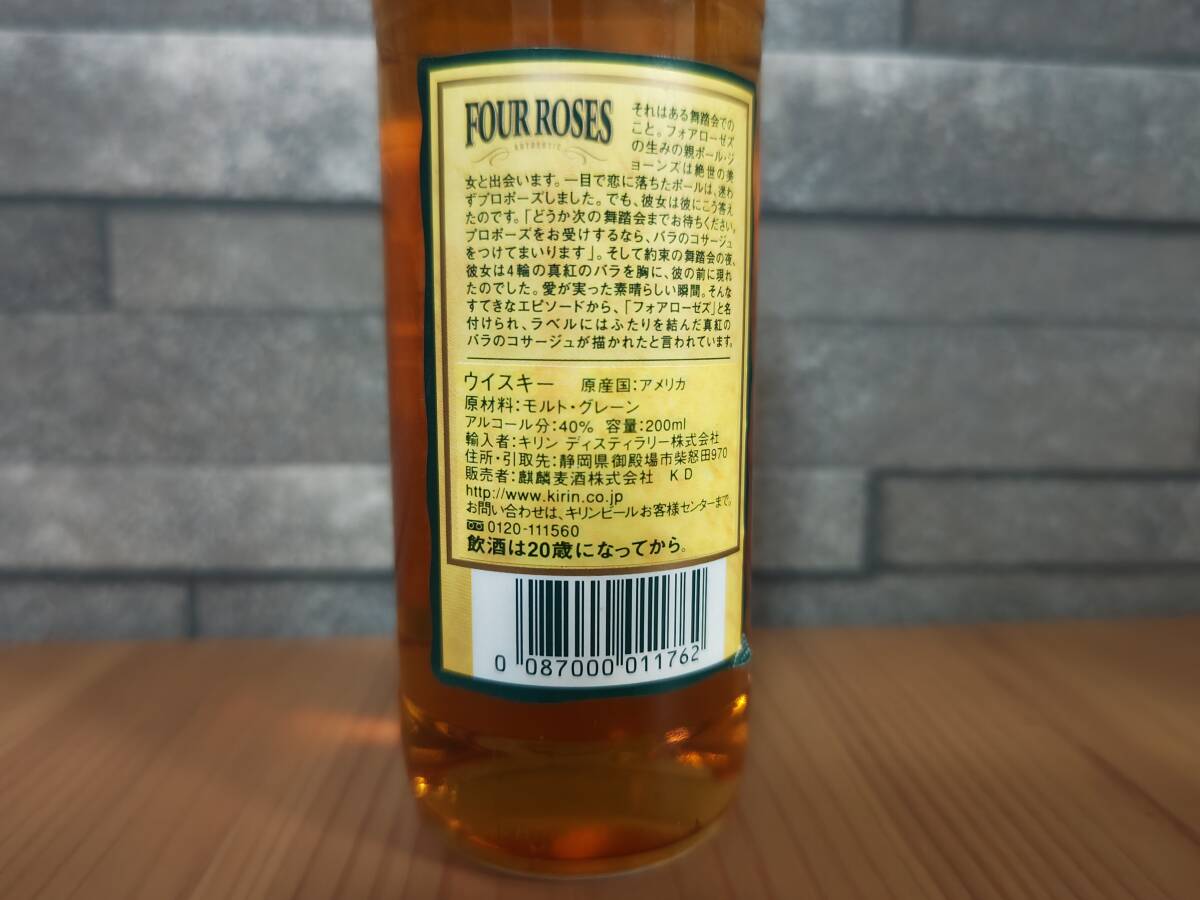 FOUR ROSES
AUTHENTIC
それはある舞踏会での
こと。フォアローゼズ
の生みの親ポール・ジ
ョーンズは絶世の美
女と出会います。一目で恋に落ちたポールは、迷わ
ずプロポーズしました。でも、彼女は彼にこう答え
たのです。「どうか次の舞踏会までお待ちください。
プロポーズをお受けするなら、バラのコサージュ
をつけてまいります」。そして約束の舞踏会の夜、
彼女は4輪の真紅のバラを胸に、彼の前に現れ
たのでした。愛が実った素晴らしい瞬間。そんな
すてきなエピソードから、「フォアローゼズ」と名
付けられ、ラベルにはふたりを結んだ真紅の
バラのコサージュが描かれたと言われています。
ウイスキー 原産国:アメリカ
原材料:モルト・グレーン
アルコール分:40% 容量:200ml
輸入者:キリン ディスティラリー株式会社
住所・引取先:静岡県御殿場市柴怒田970
販売者:麒麟麦酒株式会社 KD
http://www.kirin.co.jp
お問い合わせは、キリンビールお客様センターまで。
0120-111560
飲酒は20歳になってから。
0 087000 011762